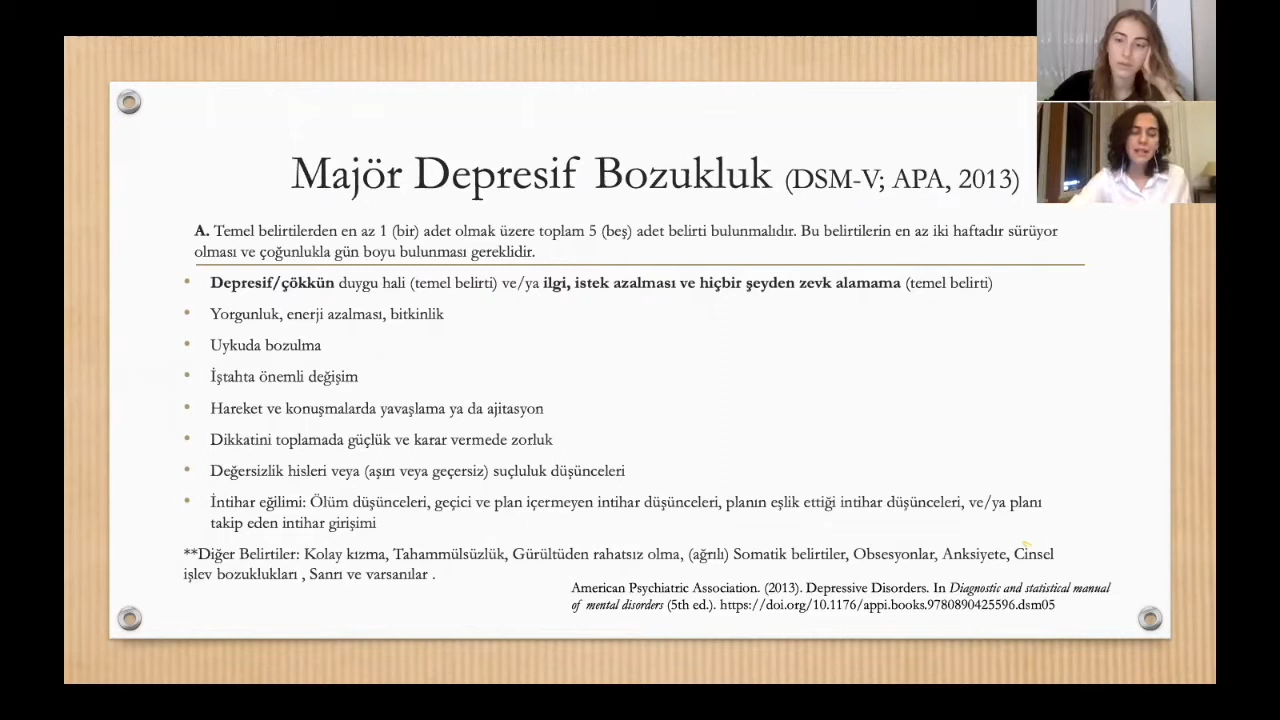 Majör Depresif Bozukluk (DSM-V; APA, 2013)
A. Temel belirtilerden en az 1 (bir) adet olmak üzere toplam 5 (beş) adet belirti bulunmalıdır. Bu belirtilerin en az iki haftadır sürüyor
olması ve çoğunlukla gün boyu bulunması gereklidir.
• Depresif/çökkün duygu hali (temel belirti) ve/ya ilgi, istek azalması ve hiçbir şeyden zevk alamama (temel belirti)
• Yorgunluk, enerji azalması, bitkinlik
• Uykuda bozulma
• İştahta önemli değişim
• Hareket ve konuşmalarda yavaşlama ya da ajitasyon
• Dikkatini toplamada güçlük ve karar vermede zorluk
• Değersizlik hisleri veya (aşırı veya geçersiz) suçluluk düşünceleri
• İntihar eğilimi: Ölüm düşünceleri, geçici ve plan içermeyen intihar düşünceleri, planın eşlik ettiği intihar düşünceleri, ve/ya planı
takip eden intihar girişimi
**Diğer Belirtiler: Kolay kızma, Tahammülsüzlük, Gürültüden rahatsız olma, (ağrılı) Somatik belirtiler, Obsesyonlar, Anksiyete, Cinsel
işlev bozuklukları , Sanrı ve varsanılar .
American Psychiatric Association. (2013). Depressive Disorders. In Diagnostic and statistical manual
of mental disorders (5th ed.). https://doi.org/10.1176/appi.books.9780890425596.dsm05